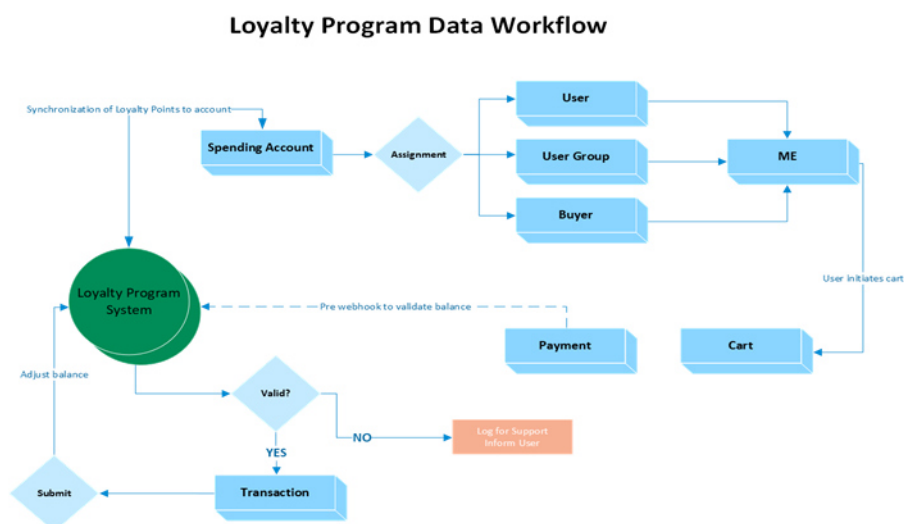 Loyalty Program Data Workflow
User
Synchronization of Loyalty Points to account
Spending Account
Assignment
User Group
ME
Buyer
User initiates cart
Loyalty Program
System
Pre webhook to validate balance
Payment
Cart
Adjust balance
Valid?
NO
Log for Support
Inform User
YES
Submit
Transaction